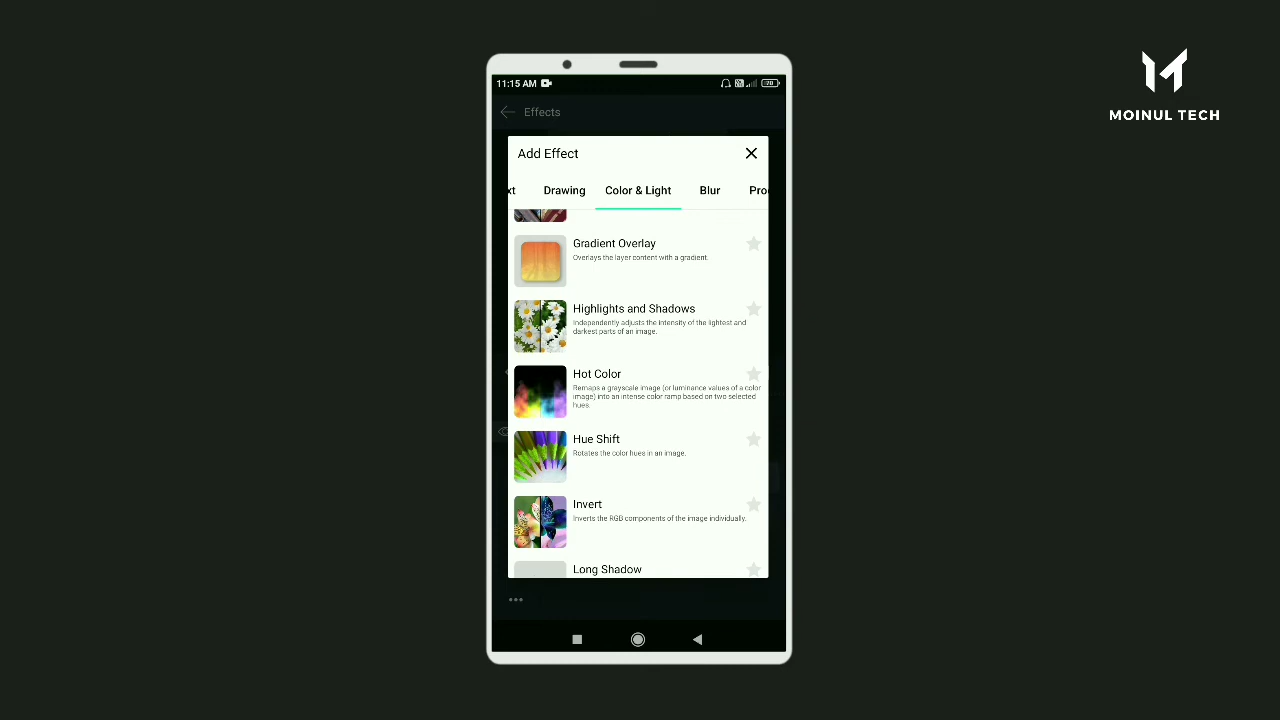 11:15 AM
MOINUL TECH
Effects
Add Effect
xt Drawing Color & Light Blur Pro
Gradient Overlay
Overlays the layer content with a gradient.
Highlights and Shadows
Independently adjusts the intensity of the lightest and
darkest parts of an image.
Hot Color
Remaps a grayscale image (or luminance values of a color
image) into an intense color ramp based on two selected
hues.
Hue Shift
Rotates the color hues in an image.
Invert
Inverts the RGB components of the image individually.
Long Shadow